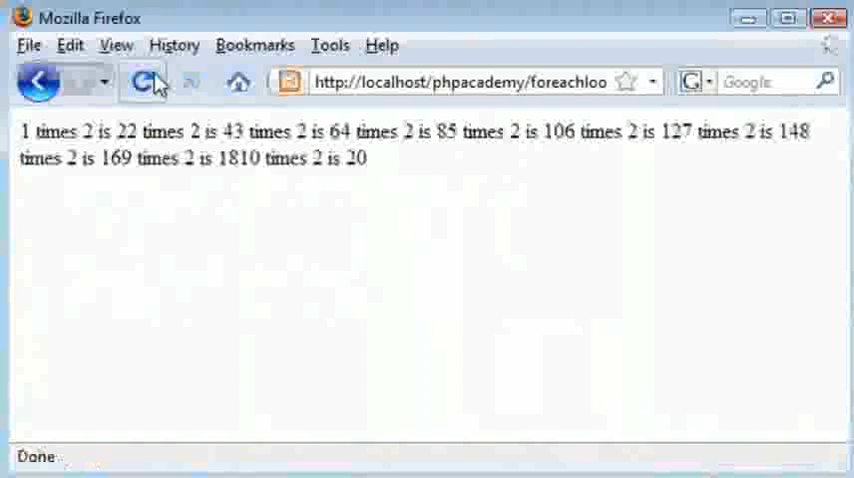 Mozilla Firefox
File Edit View History Bookmarks Tools Help
http://localhost/phpacademy/foreachloo Google
1 times 2 is 22 times 2 is 43 times 2 is 64 times 2 is 85 times 2 is 106 times 2 is 127 times 2 is 148
times 2 is 169 times 2 is 1810 times 2 is 20
Done